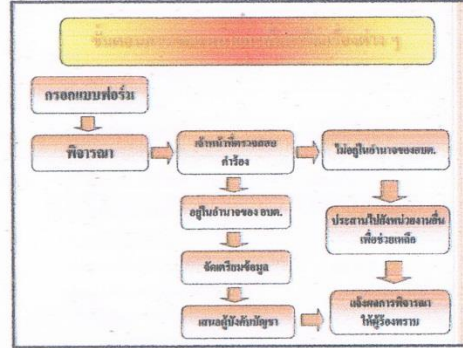 กรอกแบบฟอร์ม
พิจารณา
เจ้าหน้าที่ตรวจสอบ
คำร้อง
ไม่อยู่ในอำนาจของอบต.
อยู่ในอำนาจของ อบต.
ประสานไปยังหน่วยงานอื่น
เพื่อช่วยเหลือ
จัดเตรียมข้อมูล
เสนอผู้บังคับบัญชา
แจ้งผลการพิจารณา
ให้ผู้ร้องทราบ